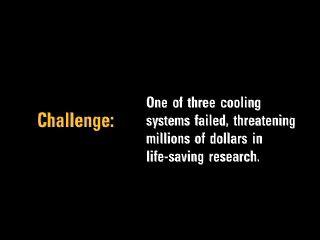 Challenge:
One of three cooling
systems failed, threatening
millions of dollars in
life-saving research.